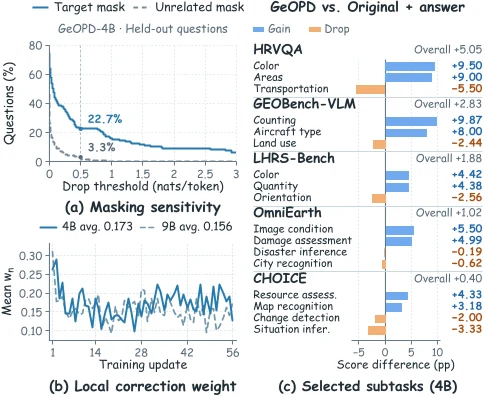 Target mask Unrelated mask
GeOPD-4B · Held-out questions
Questions (%)
80
60
40
20
0
22.7%
3.3%
0 0.5 1 1.5 2 2.5 3
Drop threshold (nats/token)
(a) Masking sensitivity
4B avg. 0.173 9B avg. 0.156
Mean wn
0.30
0.25
0.20
0.15
0.10
1 14 28 42 56
Training update
(b) Local correction weight
GeOPD vs. Original + answer
Gain Drop
HRVQA Overall +5.05
Color +9.50
Areas +9.00
Transportation −5.50
GEOBench-VLM Overall +2.83
Counting +9.87
Aircraft type +8.00
Land use −2.44
LHRS-Bench Overall +1.88
Color +4.42
Quantity +4.38
Orientation −2.56
OmniEarth Overall +1.02
Image condition +5.50
Damage assessment +4.99
Disaster inference −0.19
City recognition −0.62
CHOICE Overall +0.40
Resource assess. +4.33
Map recognition +3.18
Change detection −2.00
Situation infer. −3.33
−5 0 5 10
Score difference (pp)
(c) Selected subtasks (4B)